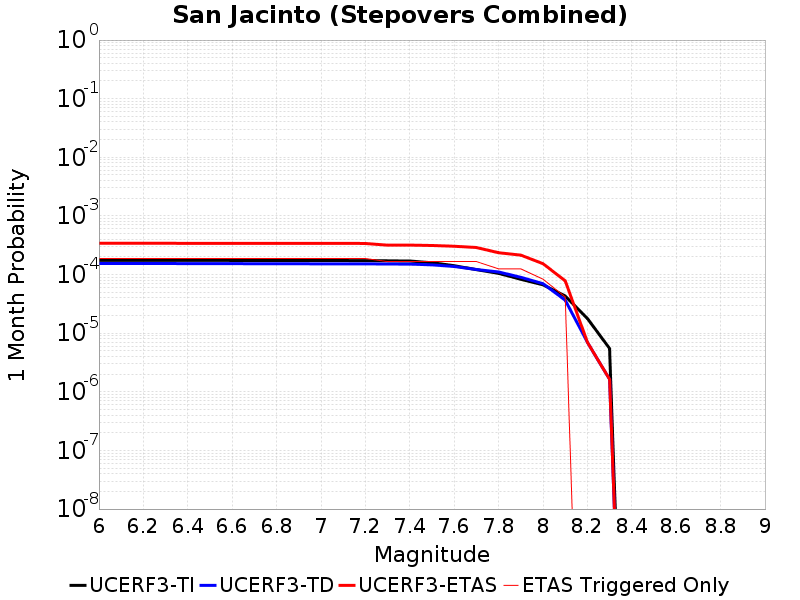 San Jacinto (Stepovers Combined)
1 Month Probability
10^0
10^-1
10^-2
10^-3
10^-4
10^-5
10^-6
10^-7
10^-8
6 6.2 6.4 6.6 6.8 7 7.2 7.4 7.6 7.8 8 8.2 8.4 8.6 8.8 9
Magnitude
UCERF3-TI UCERF3-TD UCERF3-ETAS ETAS Triggered Only